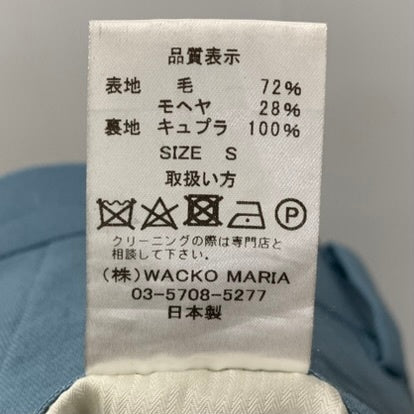 品質表示
表地 毛 72%
モヘヤ 28%
裏地 キュプラ 100%
SIZE S
取扱い方
P
クリーニングの際は専門店と
相談して下さい。
(株)WACKO MARIA
03-5708-5277
日本製